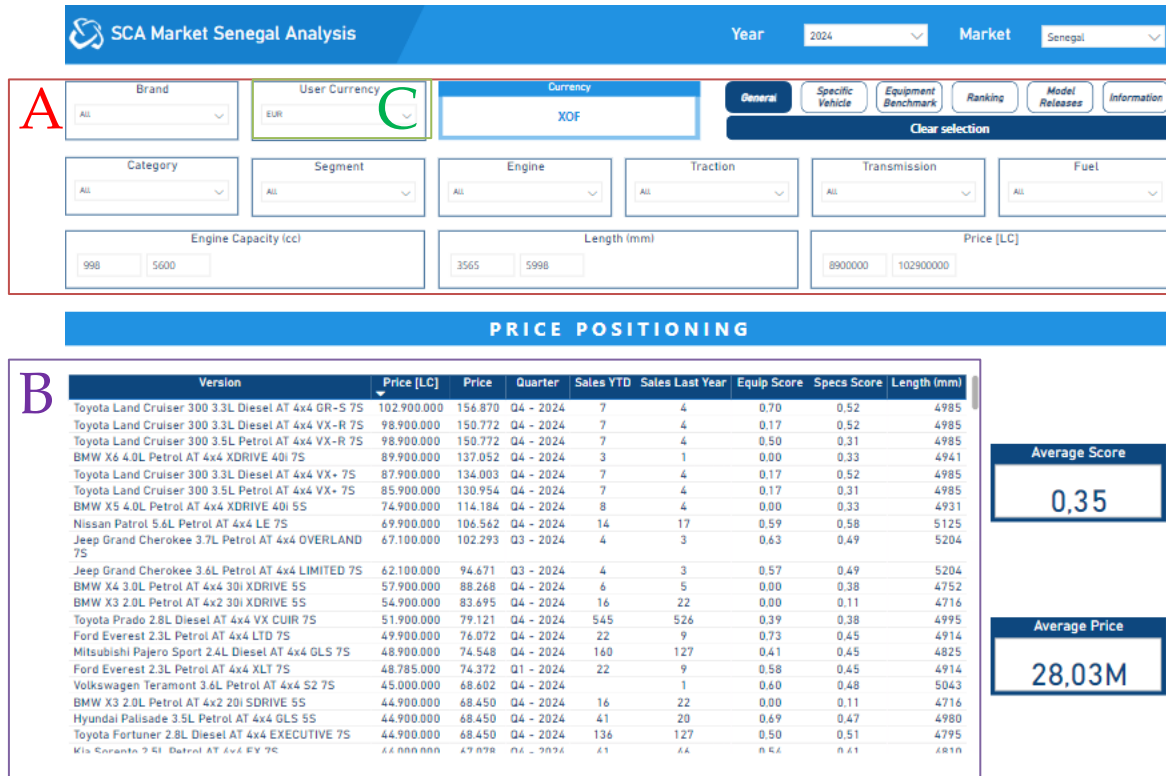 SCA Market Senegal Analysis Year 2024 Market Senegal
A
Brand User Currency C Currency General Specific Vehicle Equipment Benchmark Ranking Model Releases Information
All EUR XOF Clear selection
Category Segment Engine Traction Transmission Fuel
All All All All All All
Engine Capacity (cc) Length (mm) Price [LC]
998 5600 3565 5998 8900000 102900000
PRICE POSITIONING
B
Version Price [LC] Price Quarter Sales YTD Sales Last Year Equip Score Specs Score Length (mm)
Toyota Land Cruiser 300 3.3L Diesel AT 4x4 GR-S 7S 102.900.000 156.870 Q4 - 2024 7 4 0.70 0.52 4985
Toyota Land Cruiser 300 3.3L Diesel AT 4x4 VX-R 7S 98.900.000 150.772 Q4 - 2024 7 4 0.17 0.52 4985
Toyota Land Cruiser 300 3.5L Petrol AT 4x4 VX-R 7S 98.900.000 150.772 Q4 - 2024 7 4 0.50 0.31 4985
BMW X6 4.0L Petrol AT 4x4 XDRIVE 40i 7S 89.900.000 137.052 Q4 - 2024 3 1 0.00 0.33 4941
Toyota Land Cruiser 300 3.3L Diesel AT 4x4 VX+ 7S 87.900.000 134.003 Q4 - 2024 7 4 0.17 0.52 4985
Toyota Land Cruiser 300 3.5L Petrol AT 4x4 VX+ 7S 85.900.000 130.954 Q4 - 2024 7 4 0.17 0.31 4985
BMW X5 4.0L Petrol AT 4x4 XDRIVE 40i 5S 74.900.000 114.184 Q4 - 2024 8 4 0.00 0.33 4931
Nissan Patrol 5.6L Petrol AT 4x4 LE 7S 69.900.000 106.562 Q4 - 2024 14 17 0.59 0.58 5125
Jeep Grand Cherokee 3.7L Petrol AT 4x4 OVERLAND 67.100.000 102.293 Q3 - 2024 4 3 0.63 0.49 5204
7S
Jeep Grand Cherokee 3.6L Petrol AT 4x4 LIMITED 7S 62.100.000 94.671 Q3 - 2024 4 3 0.57 0.49 5204
BMW X4 3.0L Petrol AT 4x4 30i XDRIVE 5S 57.900.000 88.268 Q4 - 2024 6 5 0.00 0.38 4752
BMW X3 2.0L Petrol AT 4x2 30i XDRIVE 5S 54.900.000 83.695 Q4 - 2024 16 22 0.00 0.11 4716
Toyota Prado 2.8L Diesel AT 4x4 VX CUIR 7S 51.900.000 79.121 Q4 - 2024 545 526 0.39 0.38 4995
Ford Everest 2.3L Petrol AT 4x4 LTD 7S 49.900.000 76.072 Q4 - 2024 22 9 0.73 0.45 4914
Mitsubishi Pajero Sport 2.4L Diesel AT 4x4 GLS 7S 48.900.000 74.548 Q4 - 2024 160 127 0.41 0.45 4825
Ford Everest 2.3L Petrol AT 4x4 XLT 7S 48.785.000 74.372 Q1 - 2024 22 9 0.58 0.45 4914
Volkswagen Teramont 3.6L Petrol AT 4x4 S2 7S 45.000.000 68.602 Q4 - 2024 1 0.60 0.48 5043
BMW X3 2.0L Petrol AT 4x2 20i SDRIVE 5S 44.900.000 68.450 Q4 - 2024 16 22 0.00 0.11 4716
Hyundai Palisade 3.5L Petrol AT 4x4 GLS 5S 44.900.000 68.450 Q4 - 2024 41 20 0.69 0.47 4980
Toyota Fortuner 2.8L Diesel AT 4x4 EXECUTIVE 7S 44.900.000 68.450 Q4 - 2024 136 127 0.50 0.51 4795
Kia Sorento 2.5L Petrol AT 4x4 EX 7S 44.000.000 67.078 Q4 - 2024 41 46 0.54 0.41 4810
Average Score
0,35
Average Price
28,03M